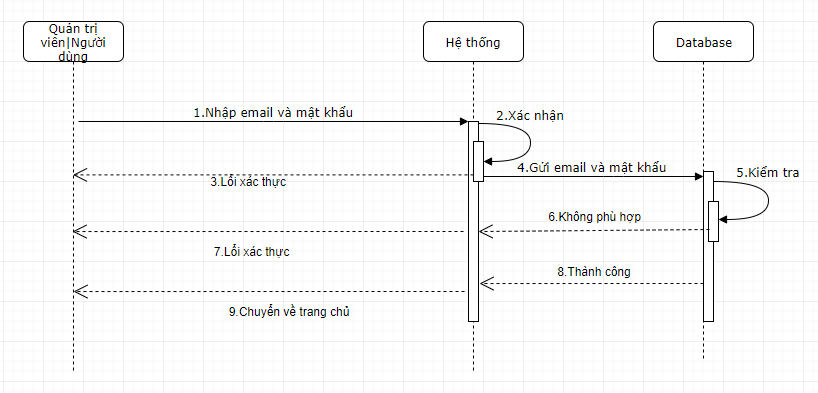 Quản trị
viên|Người
dùng
Hệ thống
Database
1.Nhập email và mật khẩu
2.Xác nhận
3.Lỗi xác thực
4.Gửi email và mật khẩu
5.Kiểm tra
6.Không phù hợp
7.Lỗi xác thực
8.Thành công
9.Chuyển về trang chủ